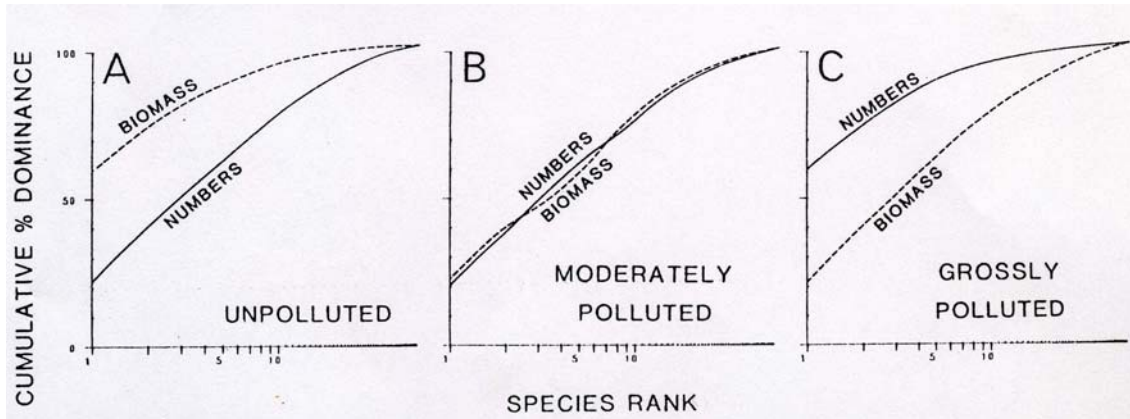 CUMULATIVE % DOMINANCE
100
50
0
A
BIOMASS
NUMBERS
UNPOLLUTED
1
5
10
B
NUMBERS
BIOMASS
MODERATELY
POLLUTED
1
5
10
C
NUMBERS
BIOMASS
GROSSLY
POLLUTED
1
5
10
SPECIES RANK